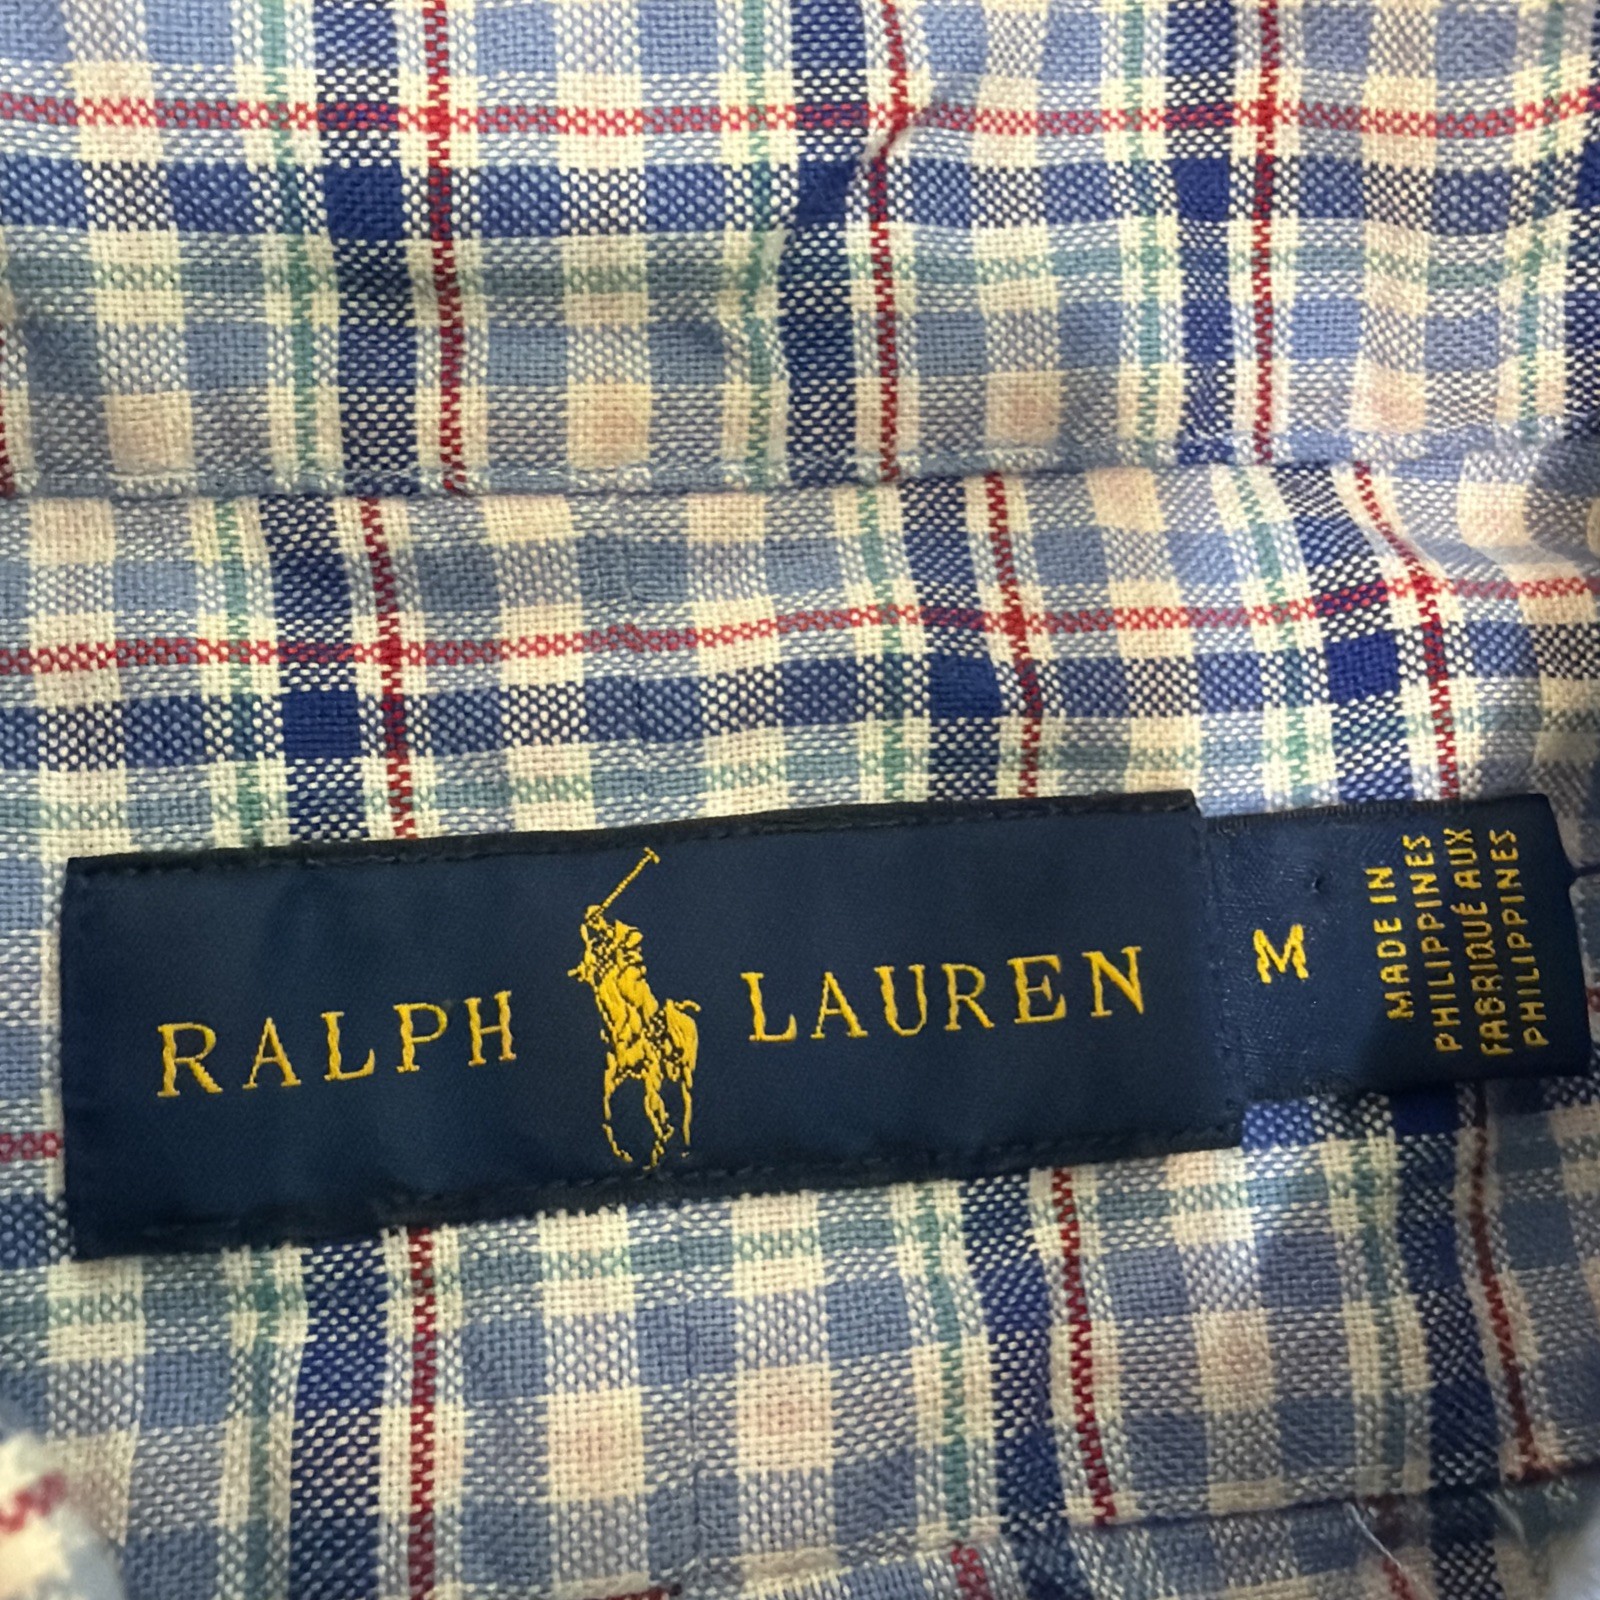 RALPH LAUREN
M
MADE IN
PHILIPPINES
FABRIQUÉ AUX
PHILIPPINES